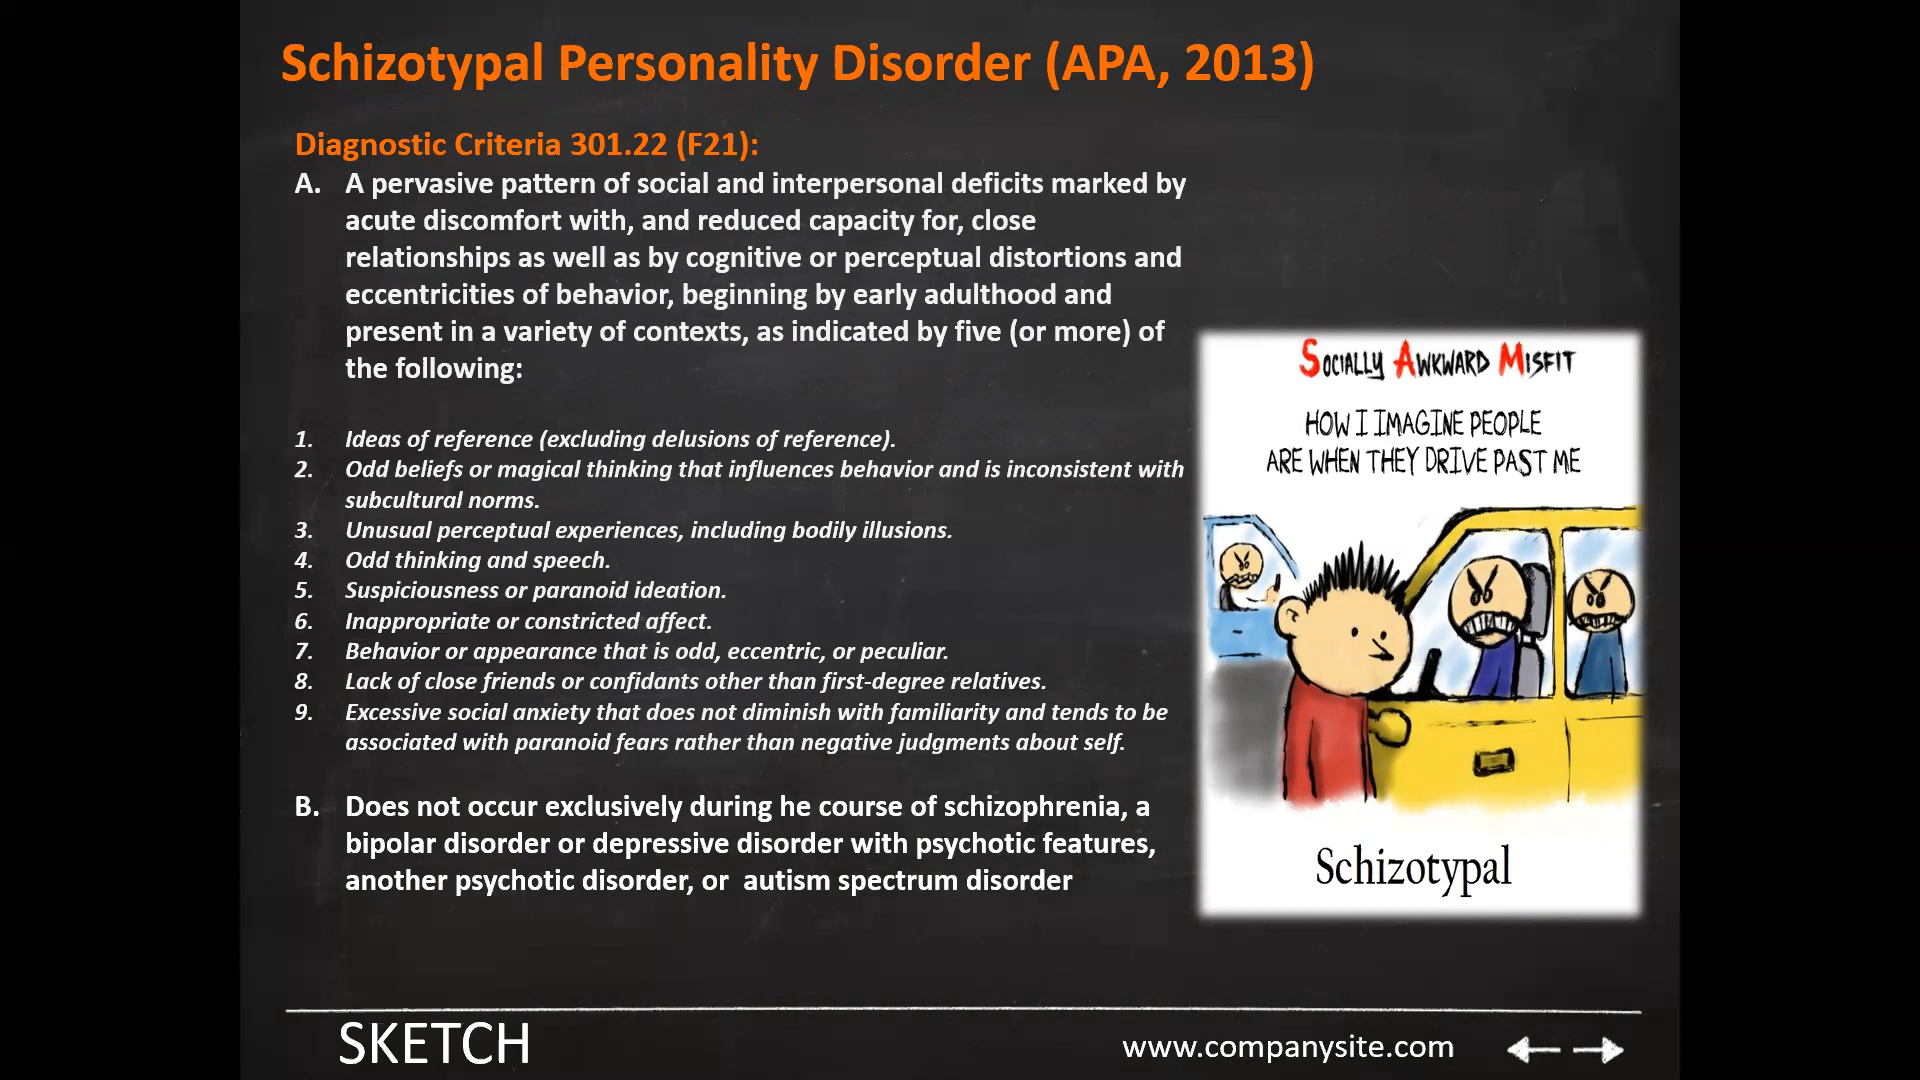 Schizotypal Personality Disorder (APA, 2013)
Diagnostic Criteria 301.22 (F21):
A. A pervasive pattern of social and interpersonal deficits marked by
acute discomfort with, and reduced capacity for, close
relationships as well as by cognitive or perceptual distortions and
eccentricities of behavior, beginning by early adulthood and
present in a variety of contexts, as indicated by five (or more) of
the following:
1. Ideas of reference (excluding delusions of reference).
2. Odd beliefs or magical thinking that influences behavior and is inconsistent with
subcultural norms.
3. Unusual perceptual experiences, including bodily illusions.
4. Odd thinking and speech.
5. Suspiciousness or paranoid ideation.
6. Inappropriate or constricted affect.
7. Behavior or appearance that is odd, eccentric, or peculiar.
8. Lack of close friends or confidants other than first-degree relatives.
9. Excessive social anxiety that does not diminish with familiarity and tends to be
associated with paranoid fears rather than negative judgments about self.
B. Does not occur exclusively during he course of schizophrenia, a
bipolar disorder or depressive disorder with psychotic features,
another psychotic disorder, or  autism spectrum disorder
SOCIALLY AWKWARD MISFIT
HOW I IMAGINE PEOPLE
ARE WHEN THEY DRIVE PAST ME
Schizotypal
SKETCH
www.companysite.com